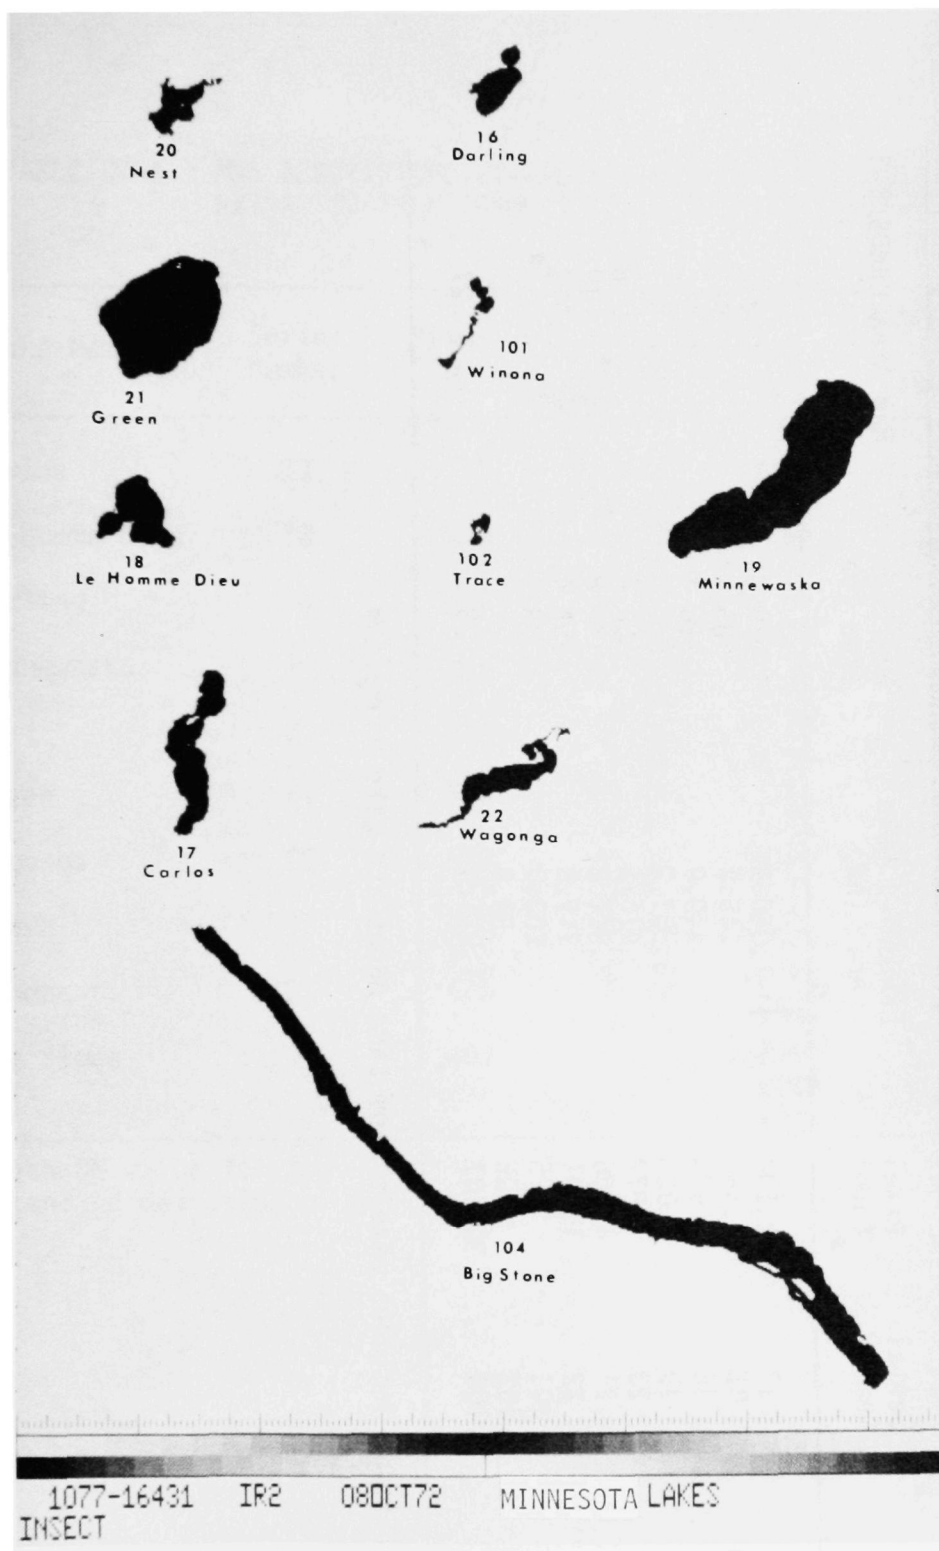 20
Nest
16
Darling
21
Green
101
Winona
18
Le Homme Dieu
102
Trace
19
Minnewaska
17
Carlos
22
Wagonga
104
Big Stone
1077-16431 IR2 08OCT72 MINNESOTA LAKES
INSECT